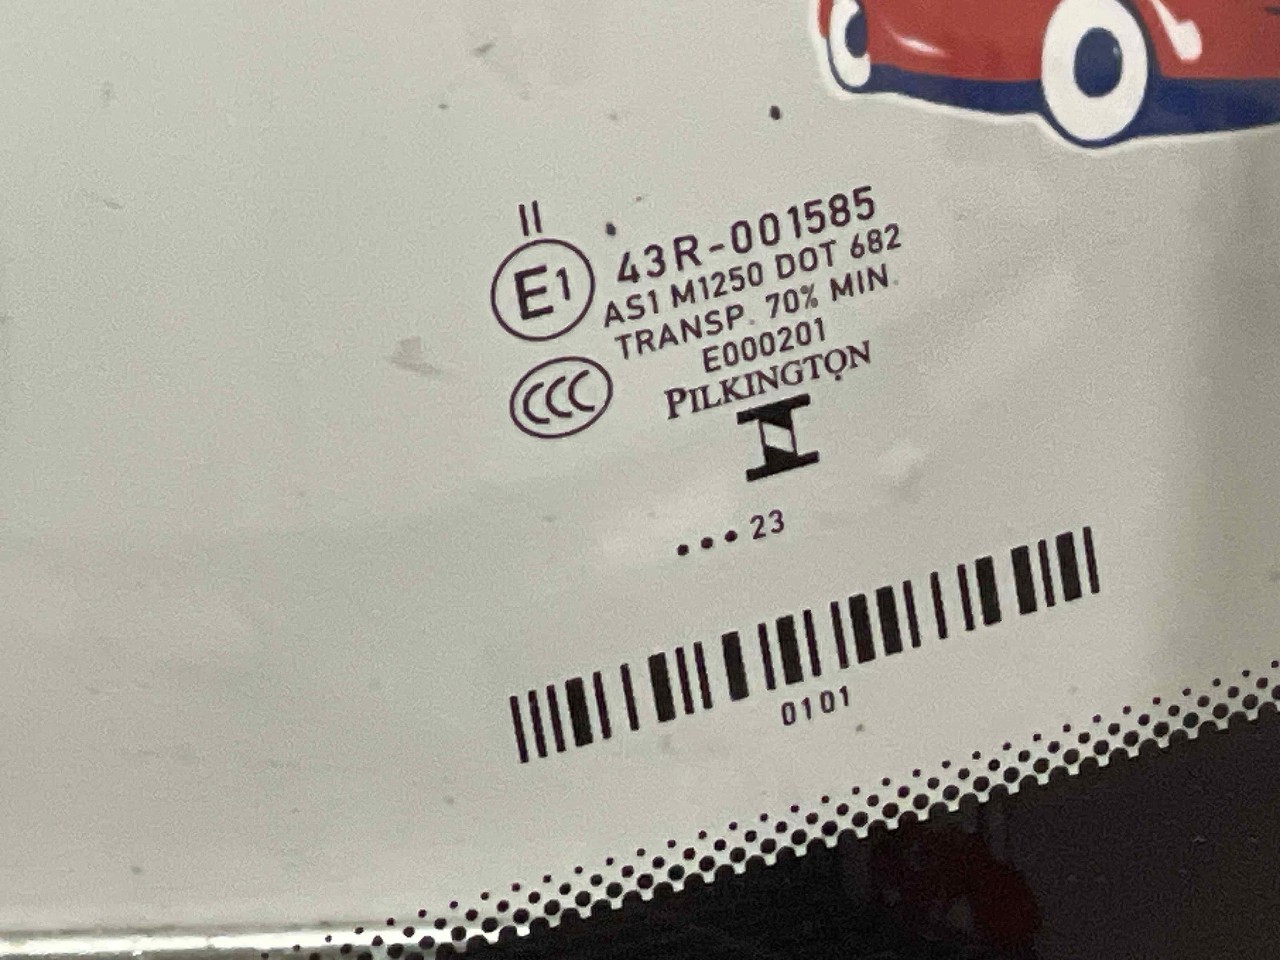 II
E1 43R-001585
AS1 M1250 DOT 682
TRANSP. 70% MIN.
E000201
CCC
PILKINGTON
...23
0101